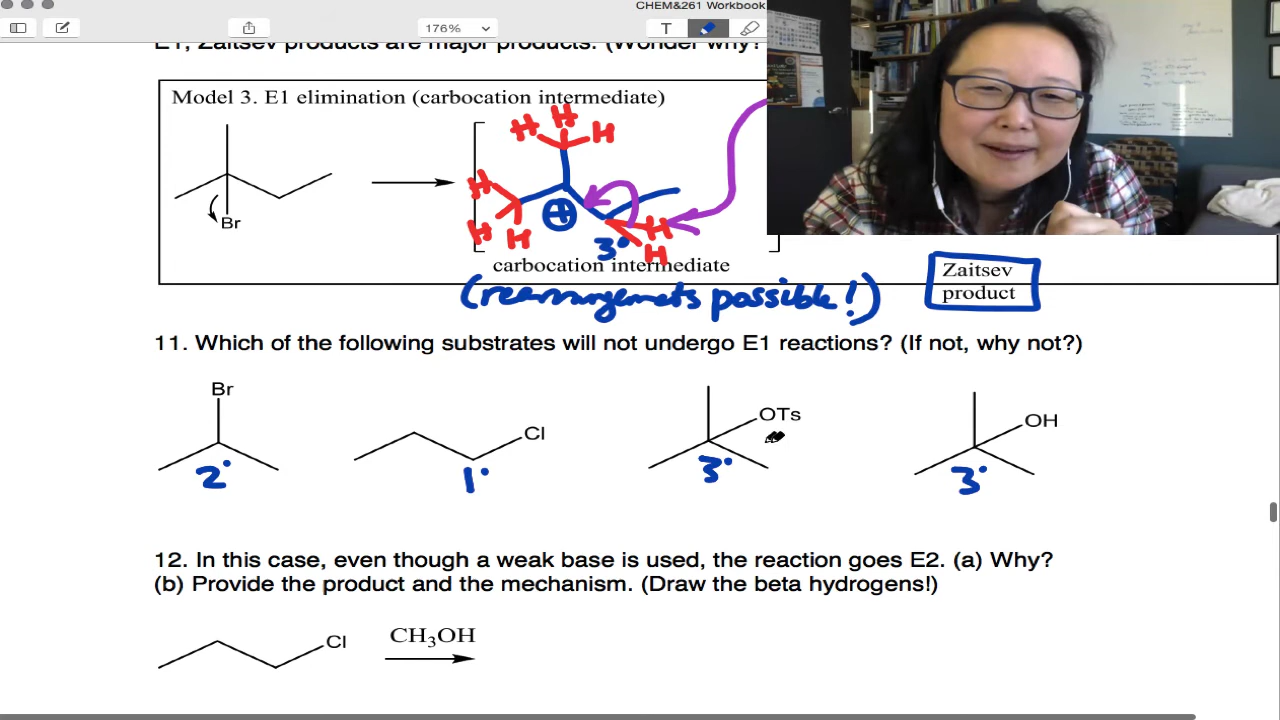 CHEM&261 Workbook
176%
T
E1, Zaitsev products are major products. (Wonder why?
Model 3. E1 elimination (carbocation intermediate)
Br
H H H
H H H
⊕
H
H
3°
carbocation intermediate
(rearrangemets possible!)
Zaitsev
product
11. Which of the following substrates will not undergo E1 reactions? (If not, why not?)
Br
Cl
OTs
OH
2° 1° 3° 3°
12. In this case, even though a weak base is used, the reaction goes E2. (a) Why?
(b) Provide the product and the mechanism. (Draw the beta hydrogens!)
Cl
CH₃OH